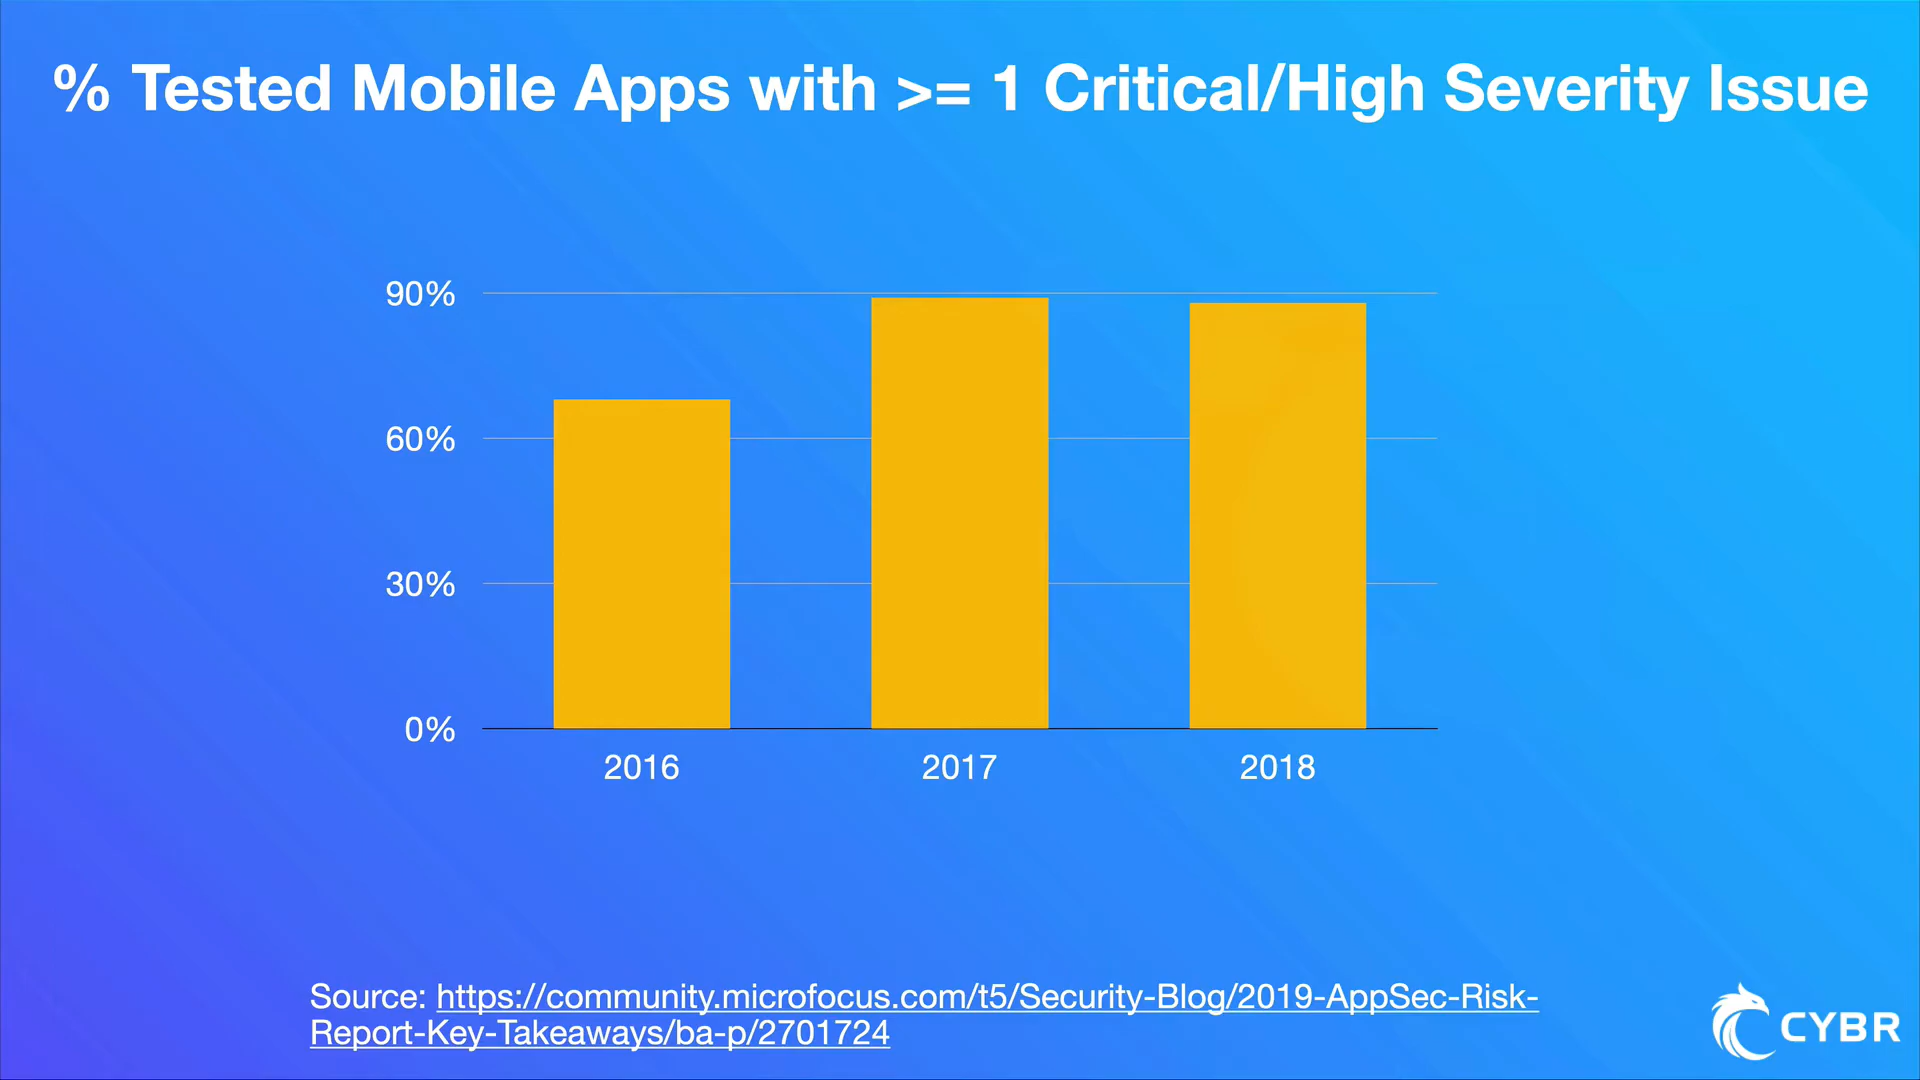 % Tested Mobile Apps with >= 1 Critical/High Severity Issue
90%
60%
30%
0%
2016 2017 2018
Source: https://community.microfocus.com/t5/Security-Blog/2019-AppSec-Risk-
Report-Key-Takeaways/ba-p/2701724
CYBR